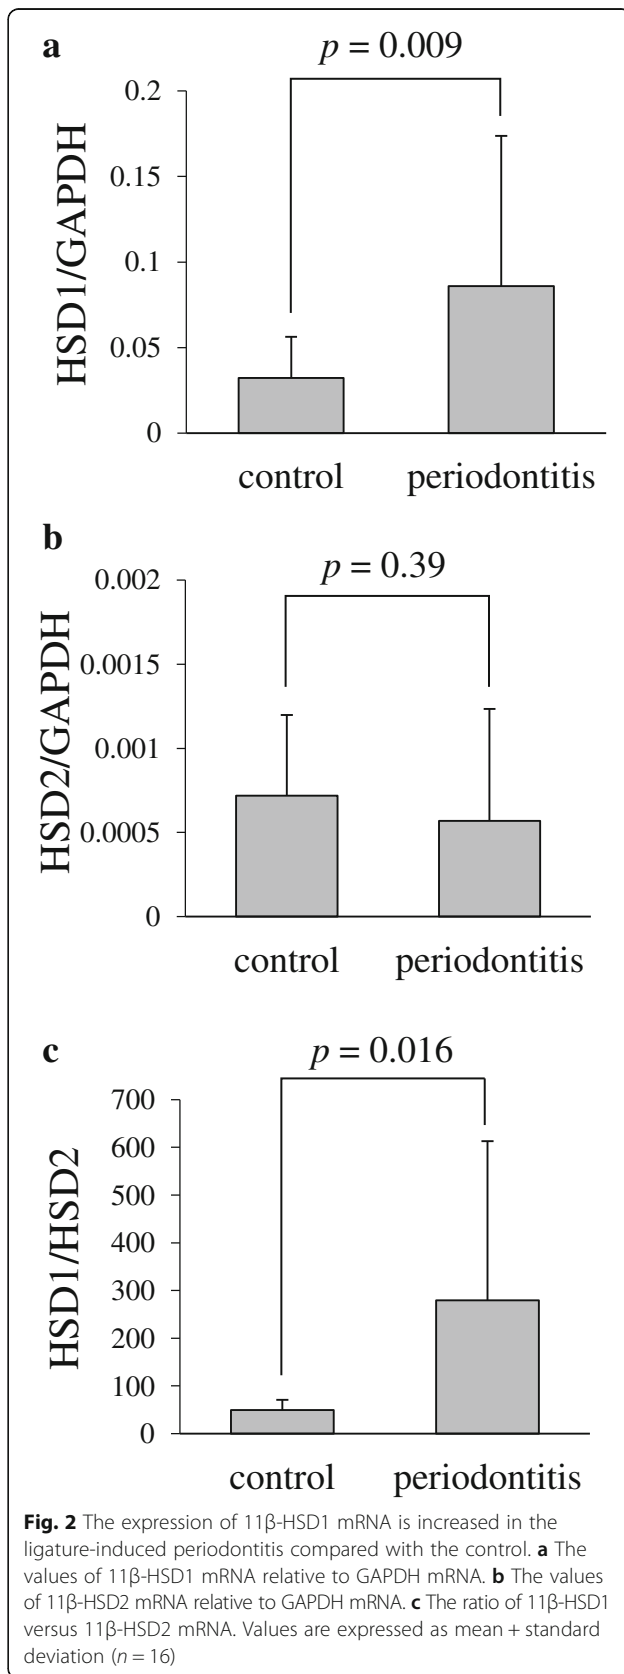 a
p = 0.009
HSD1/GAPDH
0.2
0.15
0.1
0.05
0
control periodontitis
b
p = 0.39
HSD2/GAPDH
0.002
0.0015
0.001
0.0005
0
control periodontitis
c
p = 0.016
HSD1/HSD2
700
600
500
400
300
200
100
0
control periodontitis
Fig. 2 The expression of 11β-HSD1 mRNA is increased in the
ligature-induced periodontitis compared with the control. a The
values of 11β-HSD1 mRNA relative to GAPDH mRNA. b The values
of 11β-HSD2 mRNA relative to GAPDH mRNA. c The ratio of 11β-HSD1
versus 11β-HSD2 mRNA. Values are expressed as mean + standard
deviation (n = 16)